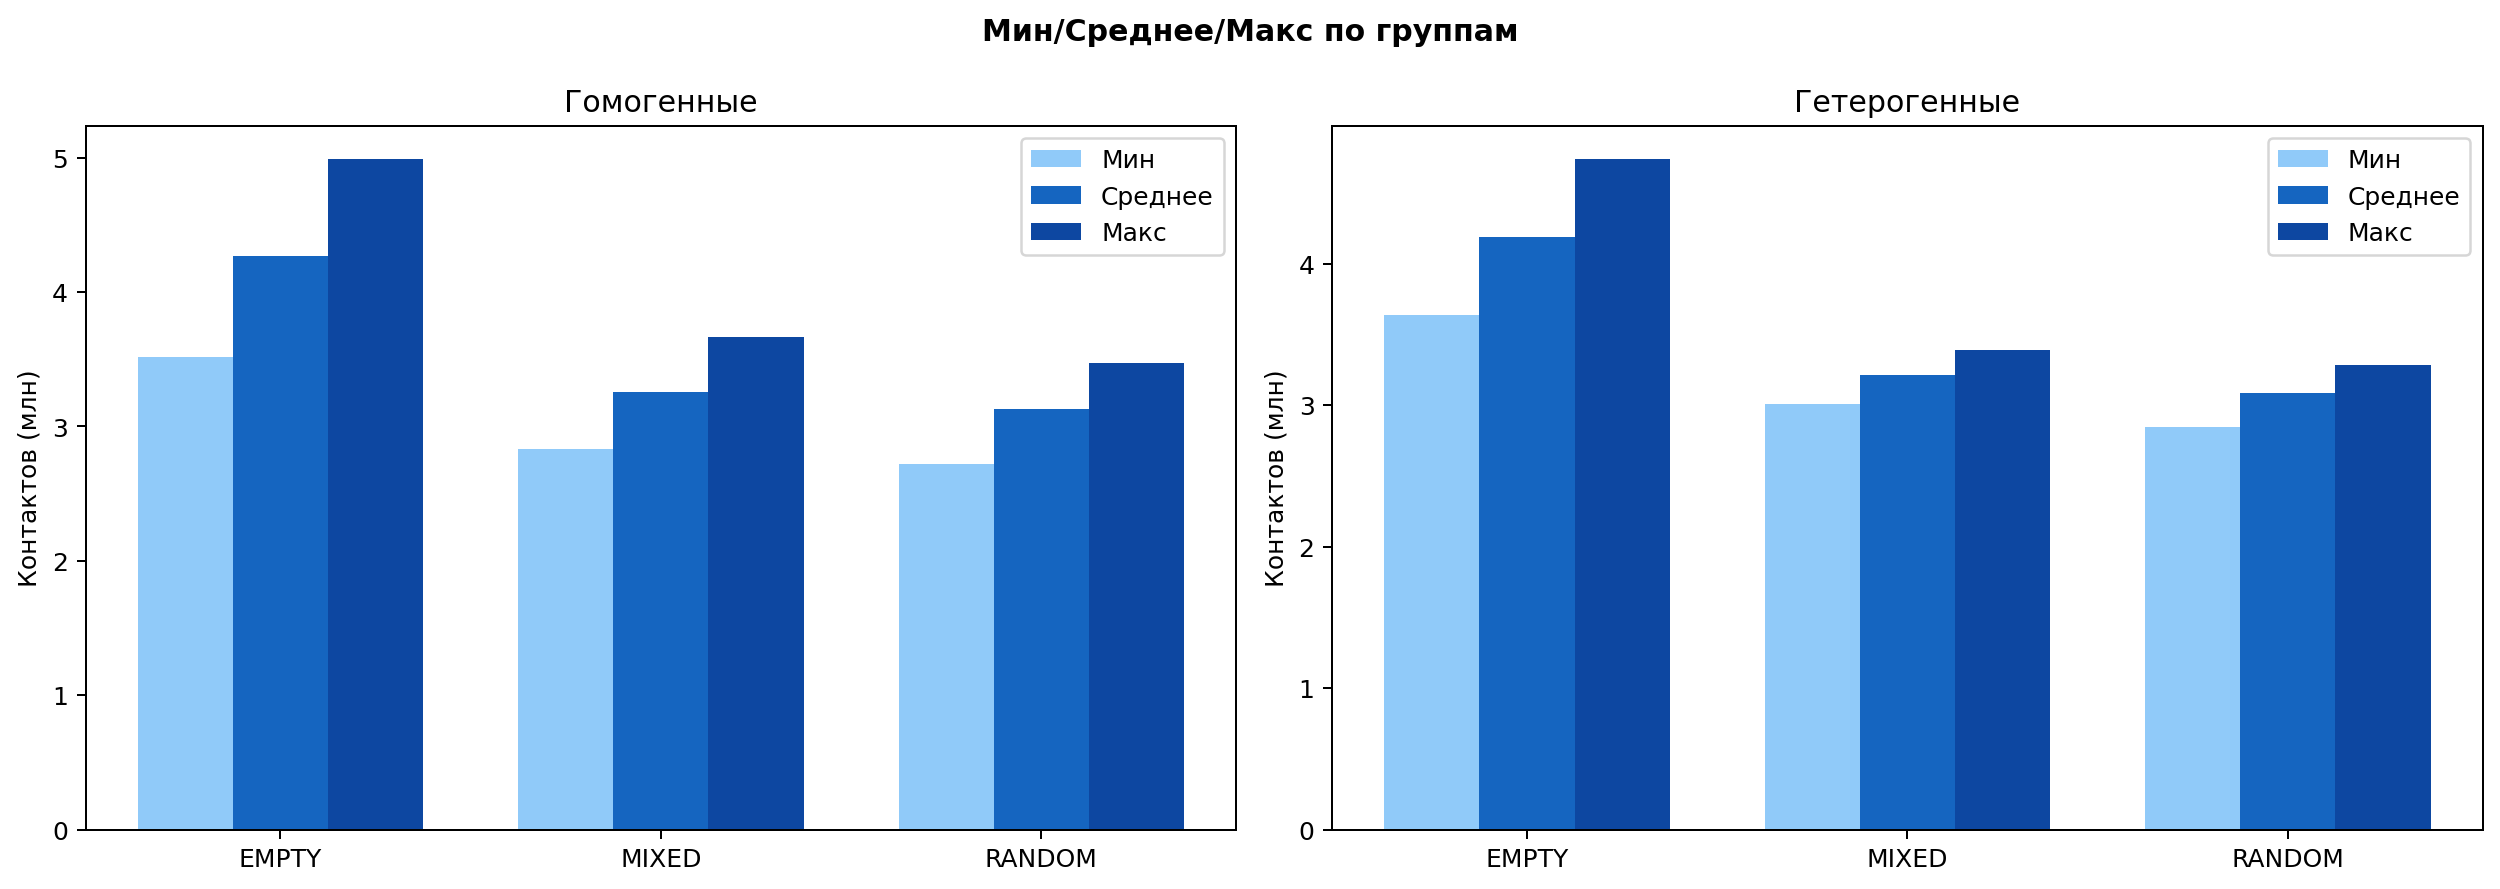 Мин/Среднее/Макс по группам
Гомогенные
Контактов (млн)
5
4
3
2
1
0
Мин
Среднее
Макс
EMPTY
MIXED
RANDOM
Гетерогенные
Контактов (млн)
4
3
2
1
0
Мин
Среднее
Макс
EMPTY
MIXED
RANDOM